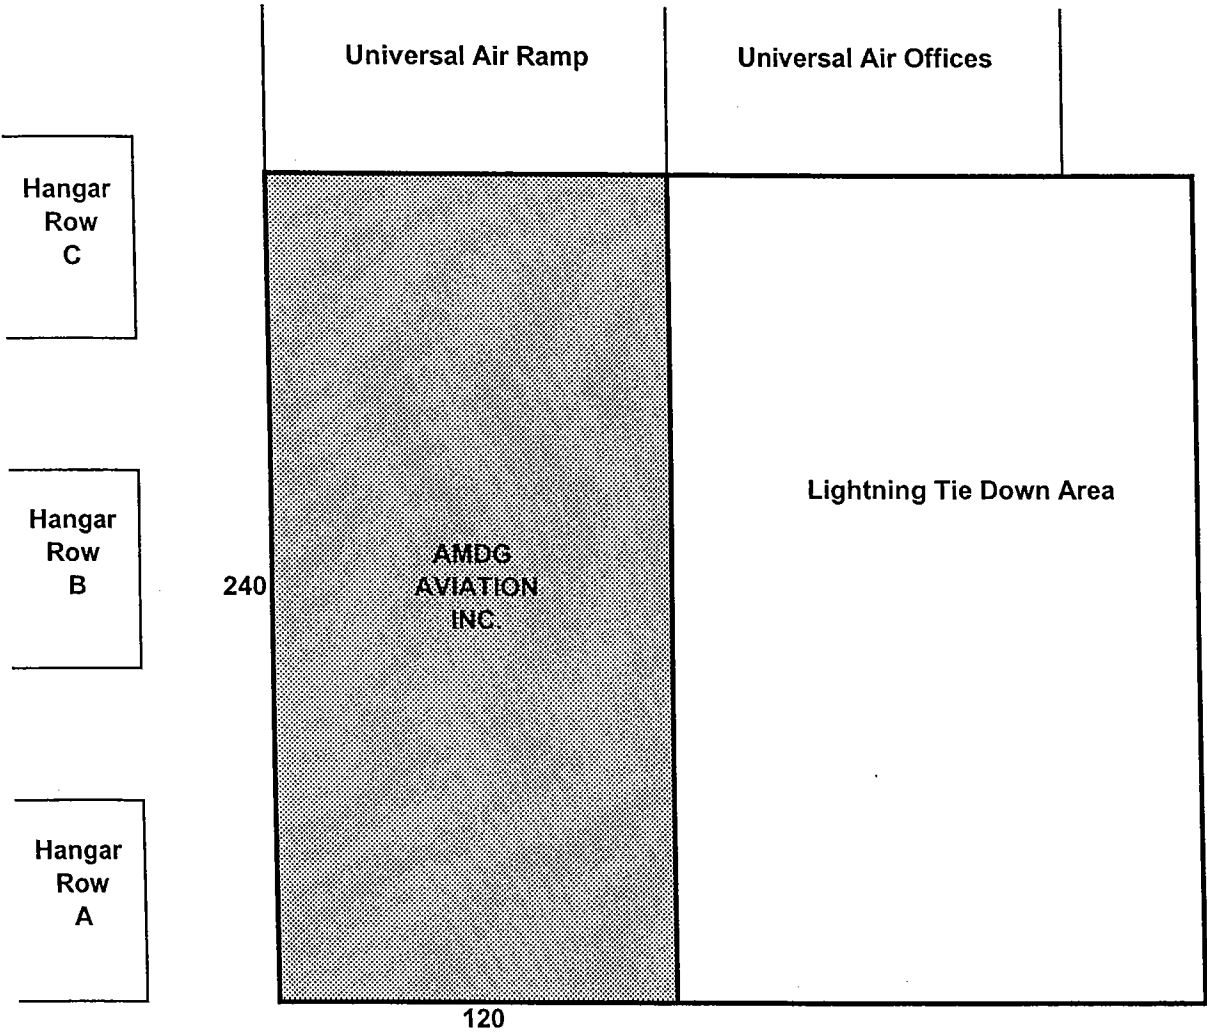 Universal Air Ramp
Universal Air Offices
Hangar
Row
C
Lightning Tie Down Area
Hangar
Row
B
240
AMDG
AVIATION
INC.
Hangar
Row
A
120